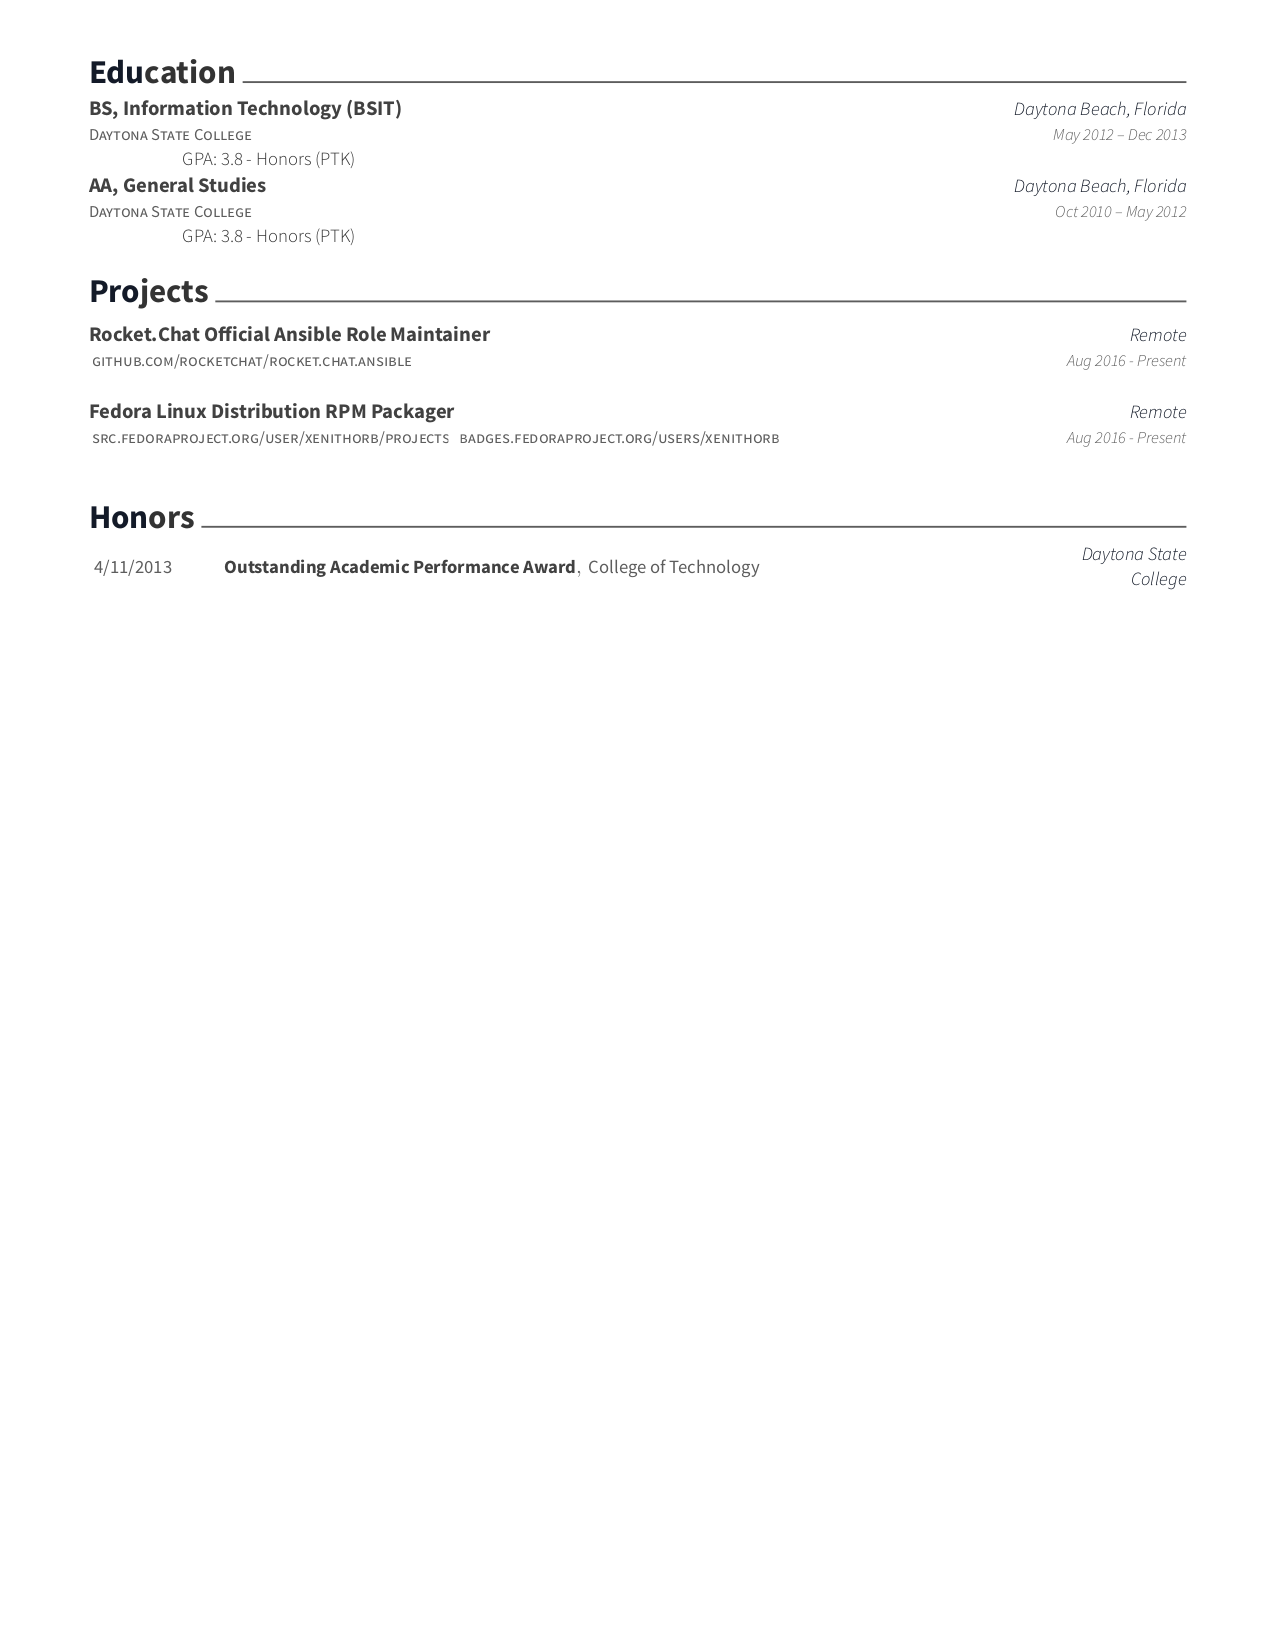 Education
BS, Information Technology (BSIT) Daytona Beach, Florida
Daytona State College May 2012 – Dec 2013
GPA: 3.8 - Honors (PTK)
AA, General Studies Daytona Beach, Florida
Daytona State College Oct 2010 – May 2012
GPA: 3.8 - Honors (PTK)
Projects
Rocket.Chat Official Ansible Role Maintainer Remote
github.com/rocketchat/rocket.chat.ansible Aug 2016 - Present
Fedora Linux Distribution RPM Packager Remote
src.fedoraproject.org/user/xenithorb/projects badges.fedoraproject.org/users/xenithorb Aug 2016 - Present
Honors
4/11/2013 Outstanding Academic Performance Award, College of Technology Daytona State
College